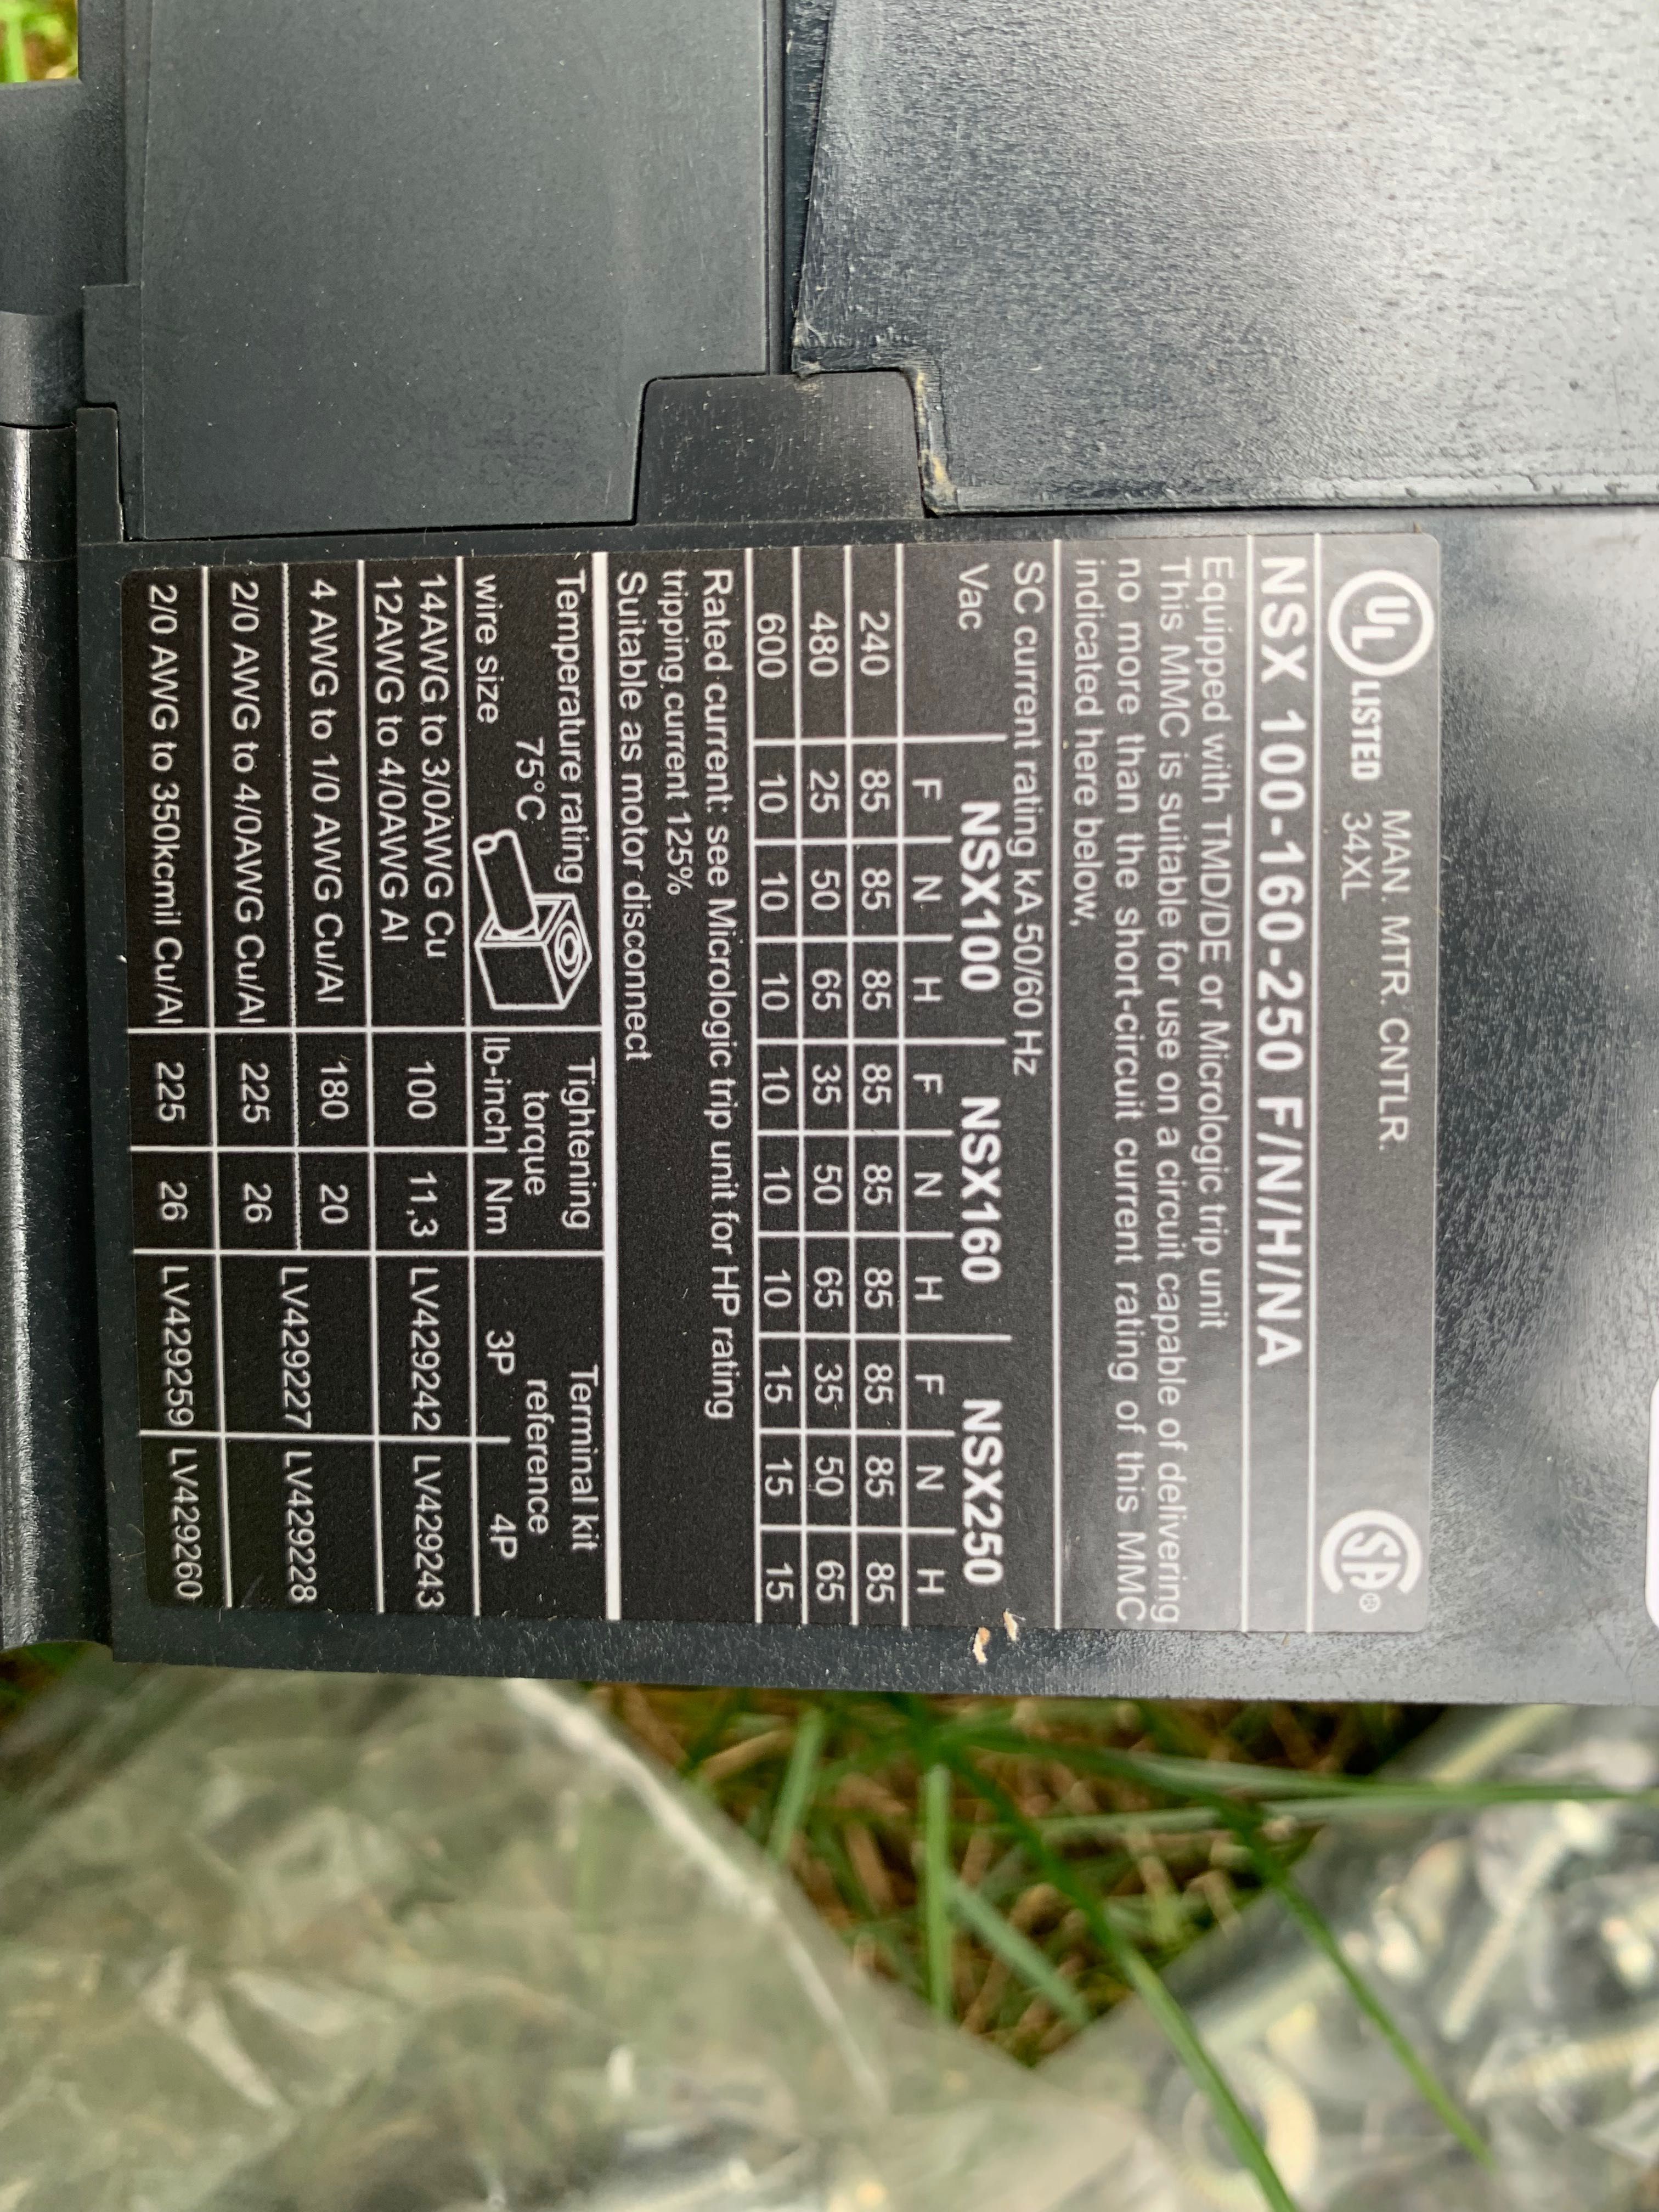 UL LISTED MAN. MTR. CNTLR. SA®
34XL
NSX 100-160-250 F/N/H/NA
Equipped with TMD/DE or Micrologic trip unit
This MMC is suitable for use on a circuit capable of delivering
no more than the short-circuit current rating of this MMC
indicated here below,
SC current rating kA 50/60 Hz
Vac NSX100 NSX160 NSX250
F N H F N H F N H
240 85 85 85 85 85 85 85 85 85
480 25 50 65 35 50 65 35 50 65
600 10 10 10 10 10 10 15 15 15
Rated current: see Micrologic trip unit for HP rating
tripping current 125%
Suitable as motor disconnect
Temperature rating Tightening Terminal kit
75°C torque reference
wire size lb-inch Nm 3P 4P
14AWG to 3/0AWG Cu 100 11,3 LV429242 LV429243
12AWG to 4/0AWG Al
4 AWG to 1/0 AWG Cu/Al 180 20 LV429227 LV429228
2/0 AWG to 4/0AWG Cu/Al 225 26
2/0 AWG to 350kcmil Cu/Al 225 26 LV429259 LV429260